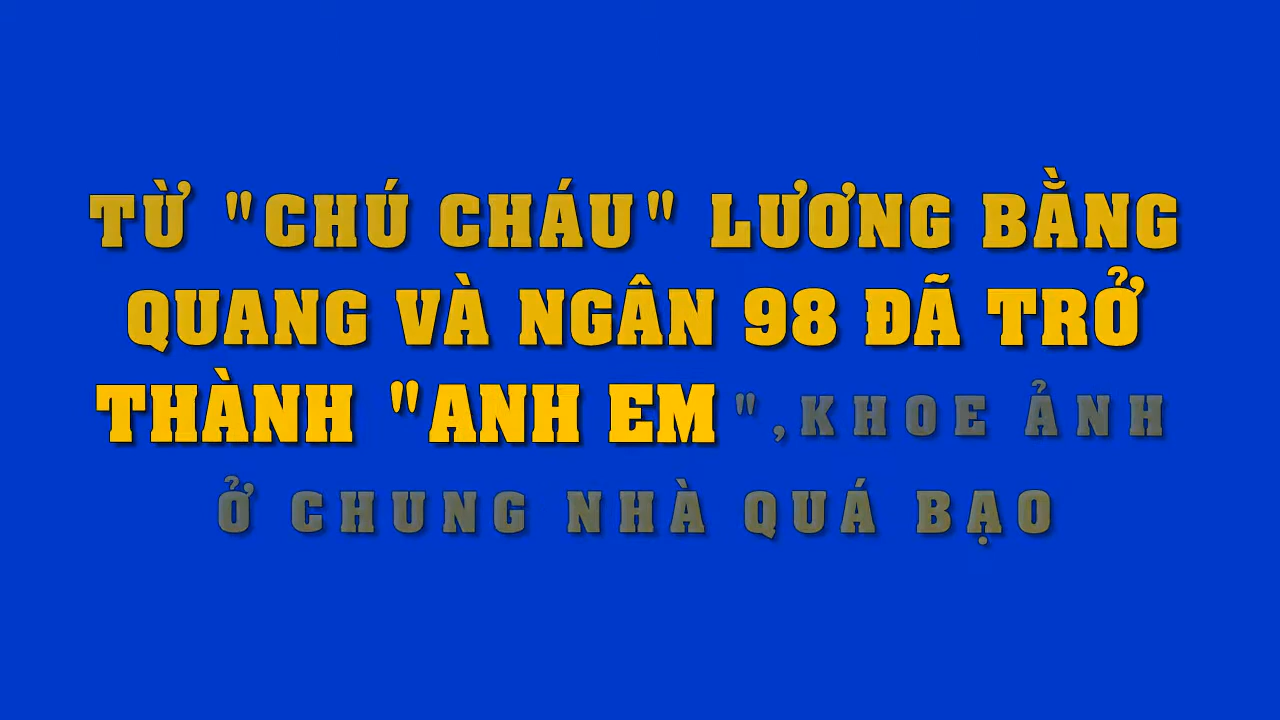 TỪ "CHÚ CHÁU" LƯƠNG BẰNG
QUANG VÀ NGÂN 98 ĐÃ TRỞ
THÀNH "ANH EM",KHOE ẢNH
Ở CHUNG NHÀ QUÁ BẠO